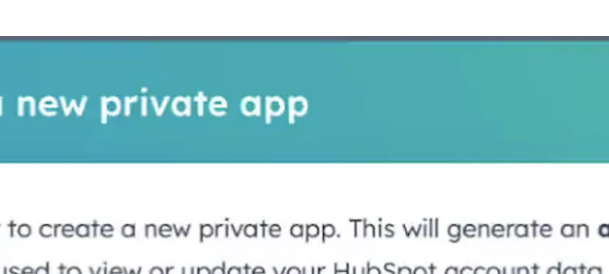 new private app
to create a new private app. This will generate an
used to view or update your HubSpot account data